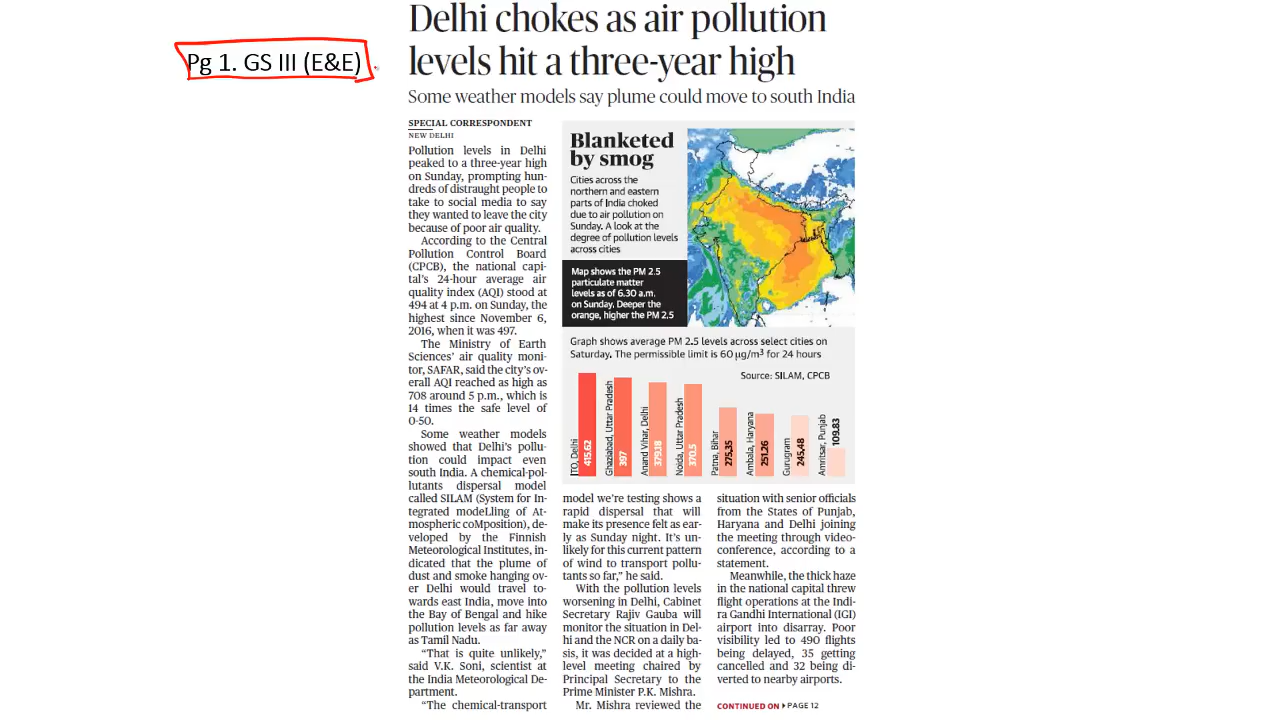 Pg 1. GS III (E&E)
Delhi chokes as air pollution
levels hit a three-year high
Some weather models say plume could move to south India
SPECIAL CORRESPONDENT
NEW DELHI
Pollution levels in Delhi
peaked to a three-year high
on Sunday, prompting hun-
dreds of distraught people to
take to social media to say
they wanted to leave the city
because of poor air quality.
According to the Central
Pollution Control Board
(CPCB), the national capi-
tal's 24-hour average air
quality index (AQI) stood at
494 at 4 p.m. on Sunday, the
highest since November 6,
2016, when it was 497.
The Ministry of Earth
Sciences' air quality moni-
tor, SAFAR, said the city's ov-
erall AQI reached as high as
708 around 5 p.m., which is
14 times the safe level of
0-50.
Some weather models
showed that Delhi's pollu-
tion could impact even
south India. A chemical-pol-
lutants dispersal model
called SILAM (System for In-
tegrated modeLling of At-
mospheric coMposition), de-
veloped by the Finnish
Meteorological Institutes, in-
dicated that the plume of
dust and smoke hanging ov-
er Delhi would travel to-
wards east India, move into
the Bay of Bengal and hike
pollution levels as far away
as Tamil Nadu.
"That is quite unlikely,"
said V.K. Soni, scientist at
the India Meteorological De-
partment.
"The chemical-transport
Blanketed
by smog
Cities across the
northern and eastern
parts of India choked
due to air pollution on
Sunday. A look at the
degree of pollution levels
across cities
Map shows the PM 2.5
particulate matter
levels as of 6.30 a.m.
on Sunday. Deeper the
orange, higher the PM 2.5
Graph shows average PM 2.5 levels across select cities on
Saturday. The permissible limit is 60 µg/m³ for 24 hours
Source: SILAM, CPCB
ITO, Delhi
415.62
Ghaziabad, Uttar Pradesh
397
Anand Vihar, Delhi
379.18
Noida, Uttar Pradesh
370.5
Patna, Bihar
275.35
Ambala, Haryana
251.26
Gurugram
245.48
Amritsar, Punjab
109.83
model we're testing shows a
rapid dispersal that will
make its presence felt as ear-
ly as Sunday night. It's un-
likely for this current pattern
of wind to transport pollu-
tants so far," he said.
With the pollution levels
worsening in Delhi, Cabinet
Secretary Rajiv Gauba will
monitor the situation in Del-
hi and the NCR on a daily ba-
sis, it was decided at a high-
level meeting chaired by
Principal Secretary to the
Prime Minister P.K. Mishra.
Mr. Mishra reviewed the
situation with senior officials
from the States of Punjab,
Haryana and Delhi joining
the meeting through video-
conference, according to a
statement.
Meanwhile, the thick haze
in the national capital threw
flight operations at the Indi-
ra Gandhi International (IGI)
airport into disarray. Poor
visibility led to 490 flights
being delayed, 35 getting
cancelled and 32 being di-
verted to nearby airports.
CONTINUED ON PAGE 12